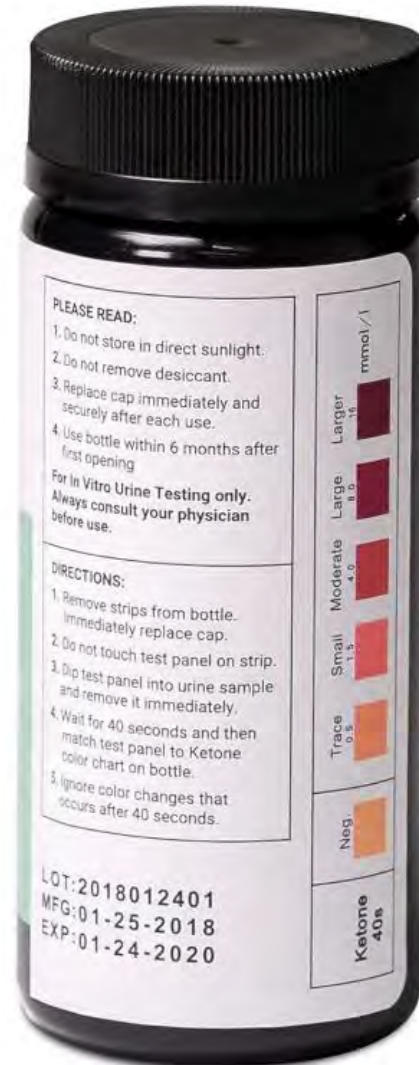 PLEASE READ:
1. Do not store in direct sunlight.
2. Do not remove desiccant.
3. Replace cap immediately and
securely after each use.
4. Use bottle within 6 months after
first opening
For In Vitro Urine Testing only.
Always consult your physician
before use.
DIRECTIONS:
1. Remove strips from bottle.
Immediately replace cap.
2. Do not touch test panel on strip.
3. Dip test panel into urine sample
and remove it immediately.
4. Wait for 40 seconds and then
match test panel to Ketone
color chart on bottle.
5. Ignore color changes that
occurs after 40 seconds.
LOT:2018012401
MFG:01-25-2018
EXP:01-24-2020
Ketone
40s
Neg.
Trace
0.5
Small
1.5
Moderate
4.0
Large
8.0
Larger
16
mmol/l